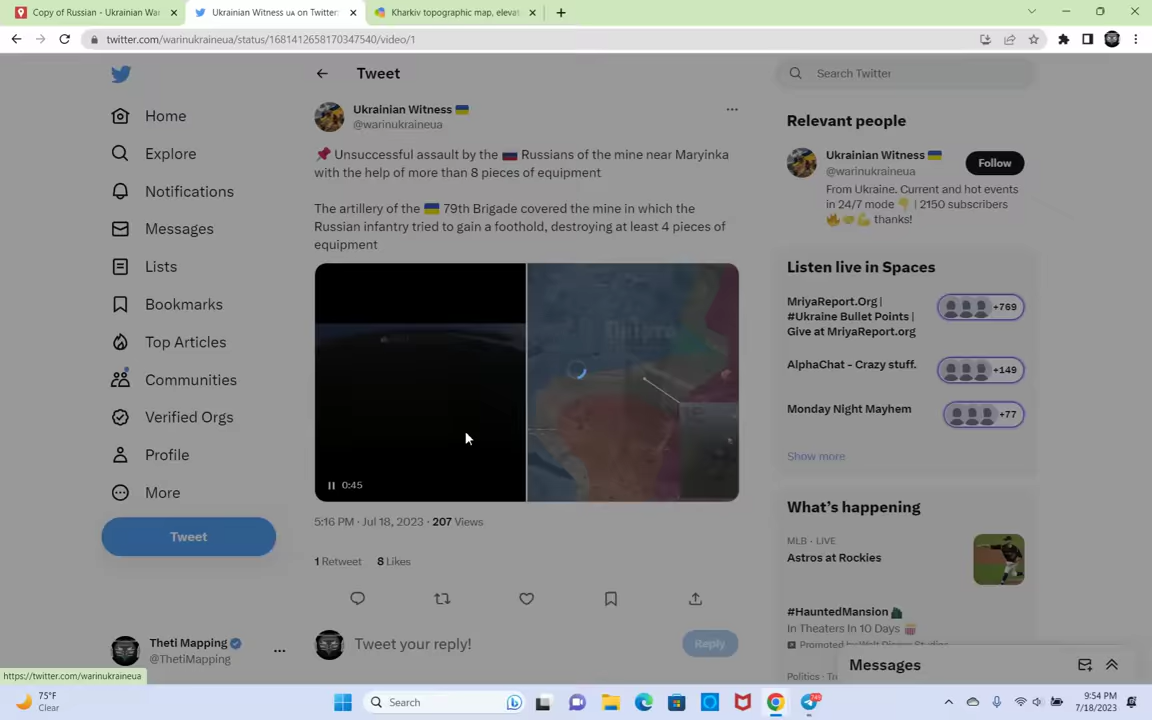 Copy of Russian - Ukrainian Wa
Ukrainian Witness UA on Twitter:
Kharkiv topographic map, elevat
twitter.com/warinukraineua/status/1681412658170347540/video/1
Home
Explore
Notifications
Messages
Lists
Bookmarks
Top Articles
Communities
Verified Orgs
Profile
More
Tweet
Theti Mapping
@ThetiMapping
https://twitter.com/warinukraineua
Tweet
Ukrainian Witness 🇺🇦
@warinukraineua
📌 Unsuccessful assault by the 🇷🇺 Russians of the mine near Maryinka
with the help of more than 8 pieces of equipment
The artillery of the 🇺🇦 79th Brigade covered the mine in which the
Russian infantry tried to gain a foothold, destroying at least 4 pieces of
equipment
0:45
5:16 PM · Jul 18, 2023 · 207 Views
1 Retweet 8 Likes
Tweet your reply!
Reply
Search Twitter
Relevant people
Ukrainian Witness 🇺🇦
@warinukraineua
Follow
From Ukraine. Current and hot events
in 24/7 mode 👇 | 2150 subscribers
🔥🤝💪 thanks!
Listen live in Spaces
MriyaReport.Org |
#Ukraine Bullet Points |
Give at MriyaReport.org
+769
AlphaChat - Crazy stuff.
+149
Monday Night Mayhem
+77
Show more
What's happening
MLB · LIVE
Astros at Rockies
#HauntedMansion
In Theaters In 10 Days 🍿
Messages
75°F
Clear
Search
9:54 PM
7/18/2023